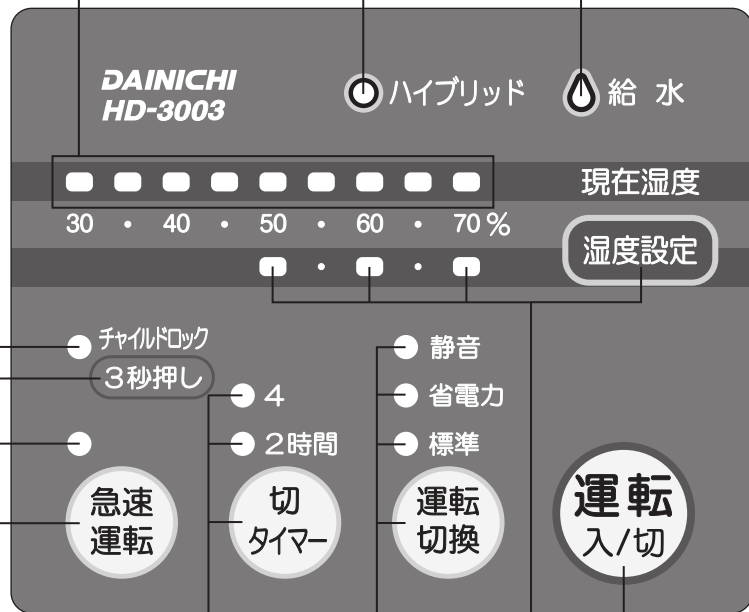 DAINICHI
HD-3003
ハイブリッド
給 水
現在湿度
30 ・ 40 ・ 50 ・ 60 ・ 70 %
湿度設定
チャイルドロック
3秒押し
4
2時間
静音
省電力
標準
急速
運転
切
タイマー
運転
切換
運転
入/切